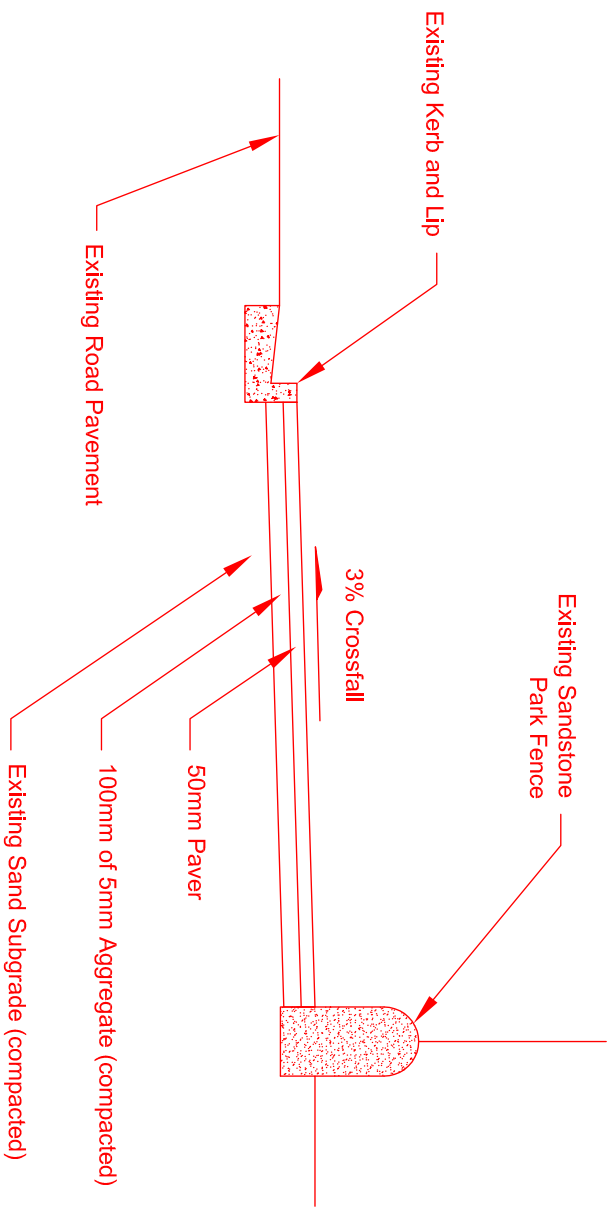 Existing Sandstone
Park Fence
Existing Kerb and Lip
3% Crossfall
Existing Road Pavement
50mm Paver
100mm of 5mm Aggregate (compacted)
Existing Sand Subgrade (compacted)